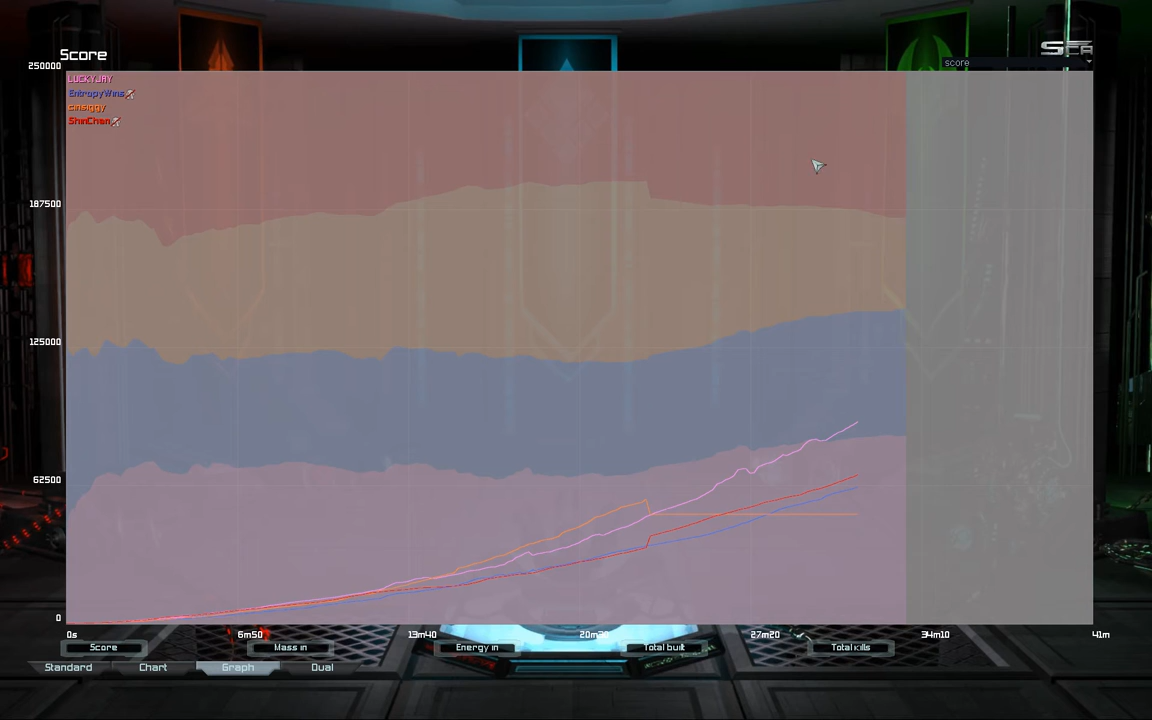 Score
250000
score
LUCKYJAY
EntropyWins
ShinChan
187500
125000
62500
0
0s 6m50 13m40 20m30 27m20 34m10 41m
Score Mass in Energy in Total built Total kills
Standard Chart Graph Dual